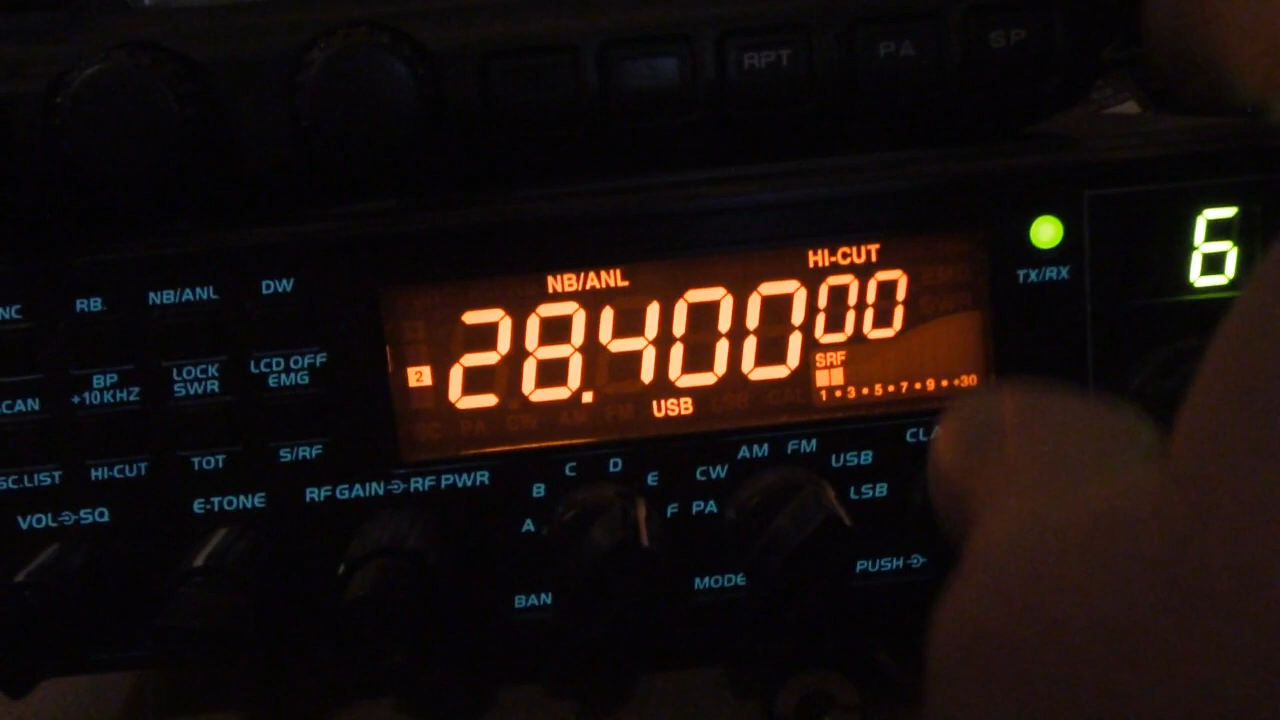 RPT PA SP
NC RB. NB/ANL DW
NB/ANL HI-CUT
28.40000 00
TX/RX
6
2
SRF
1 • 3 • 5 • 7 • 9 • +30
USB
CAN BP +10KHZ LOCK SWR LCD OFF EMG
SC.LIST HI-CUT TOT S/RF
VOL SQ E-TONE RF GAIN RF PWR
A B C D E F
PA CW AM FM USB LSB
CLA
BAN MODE PUSH